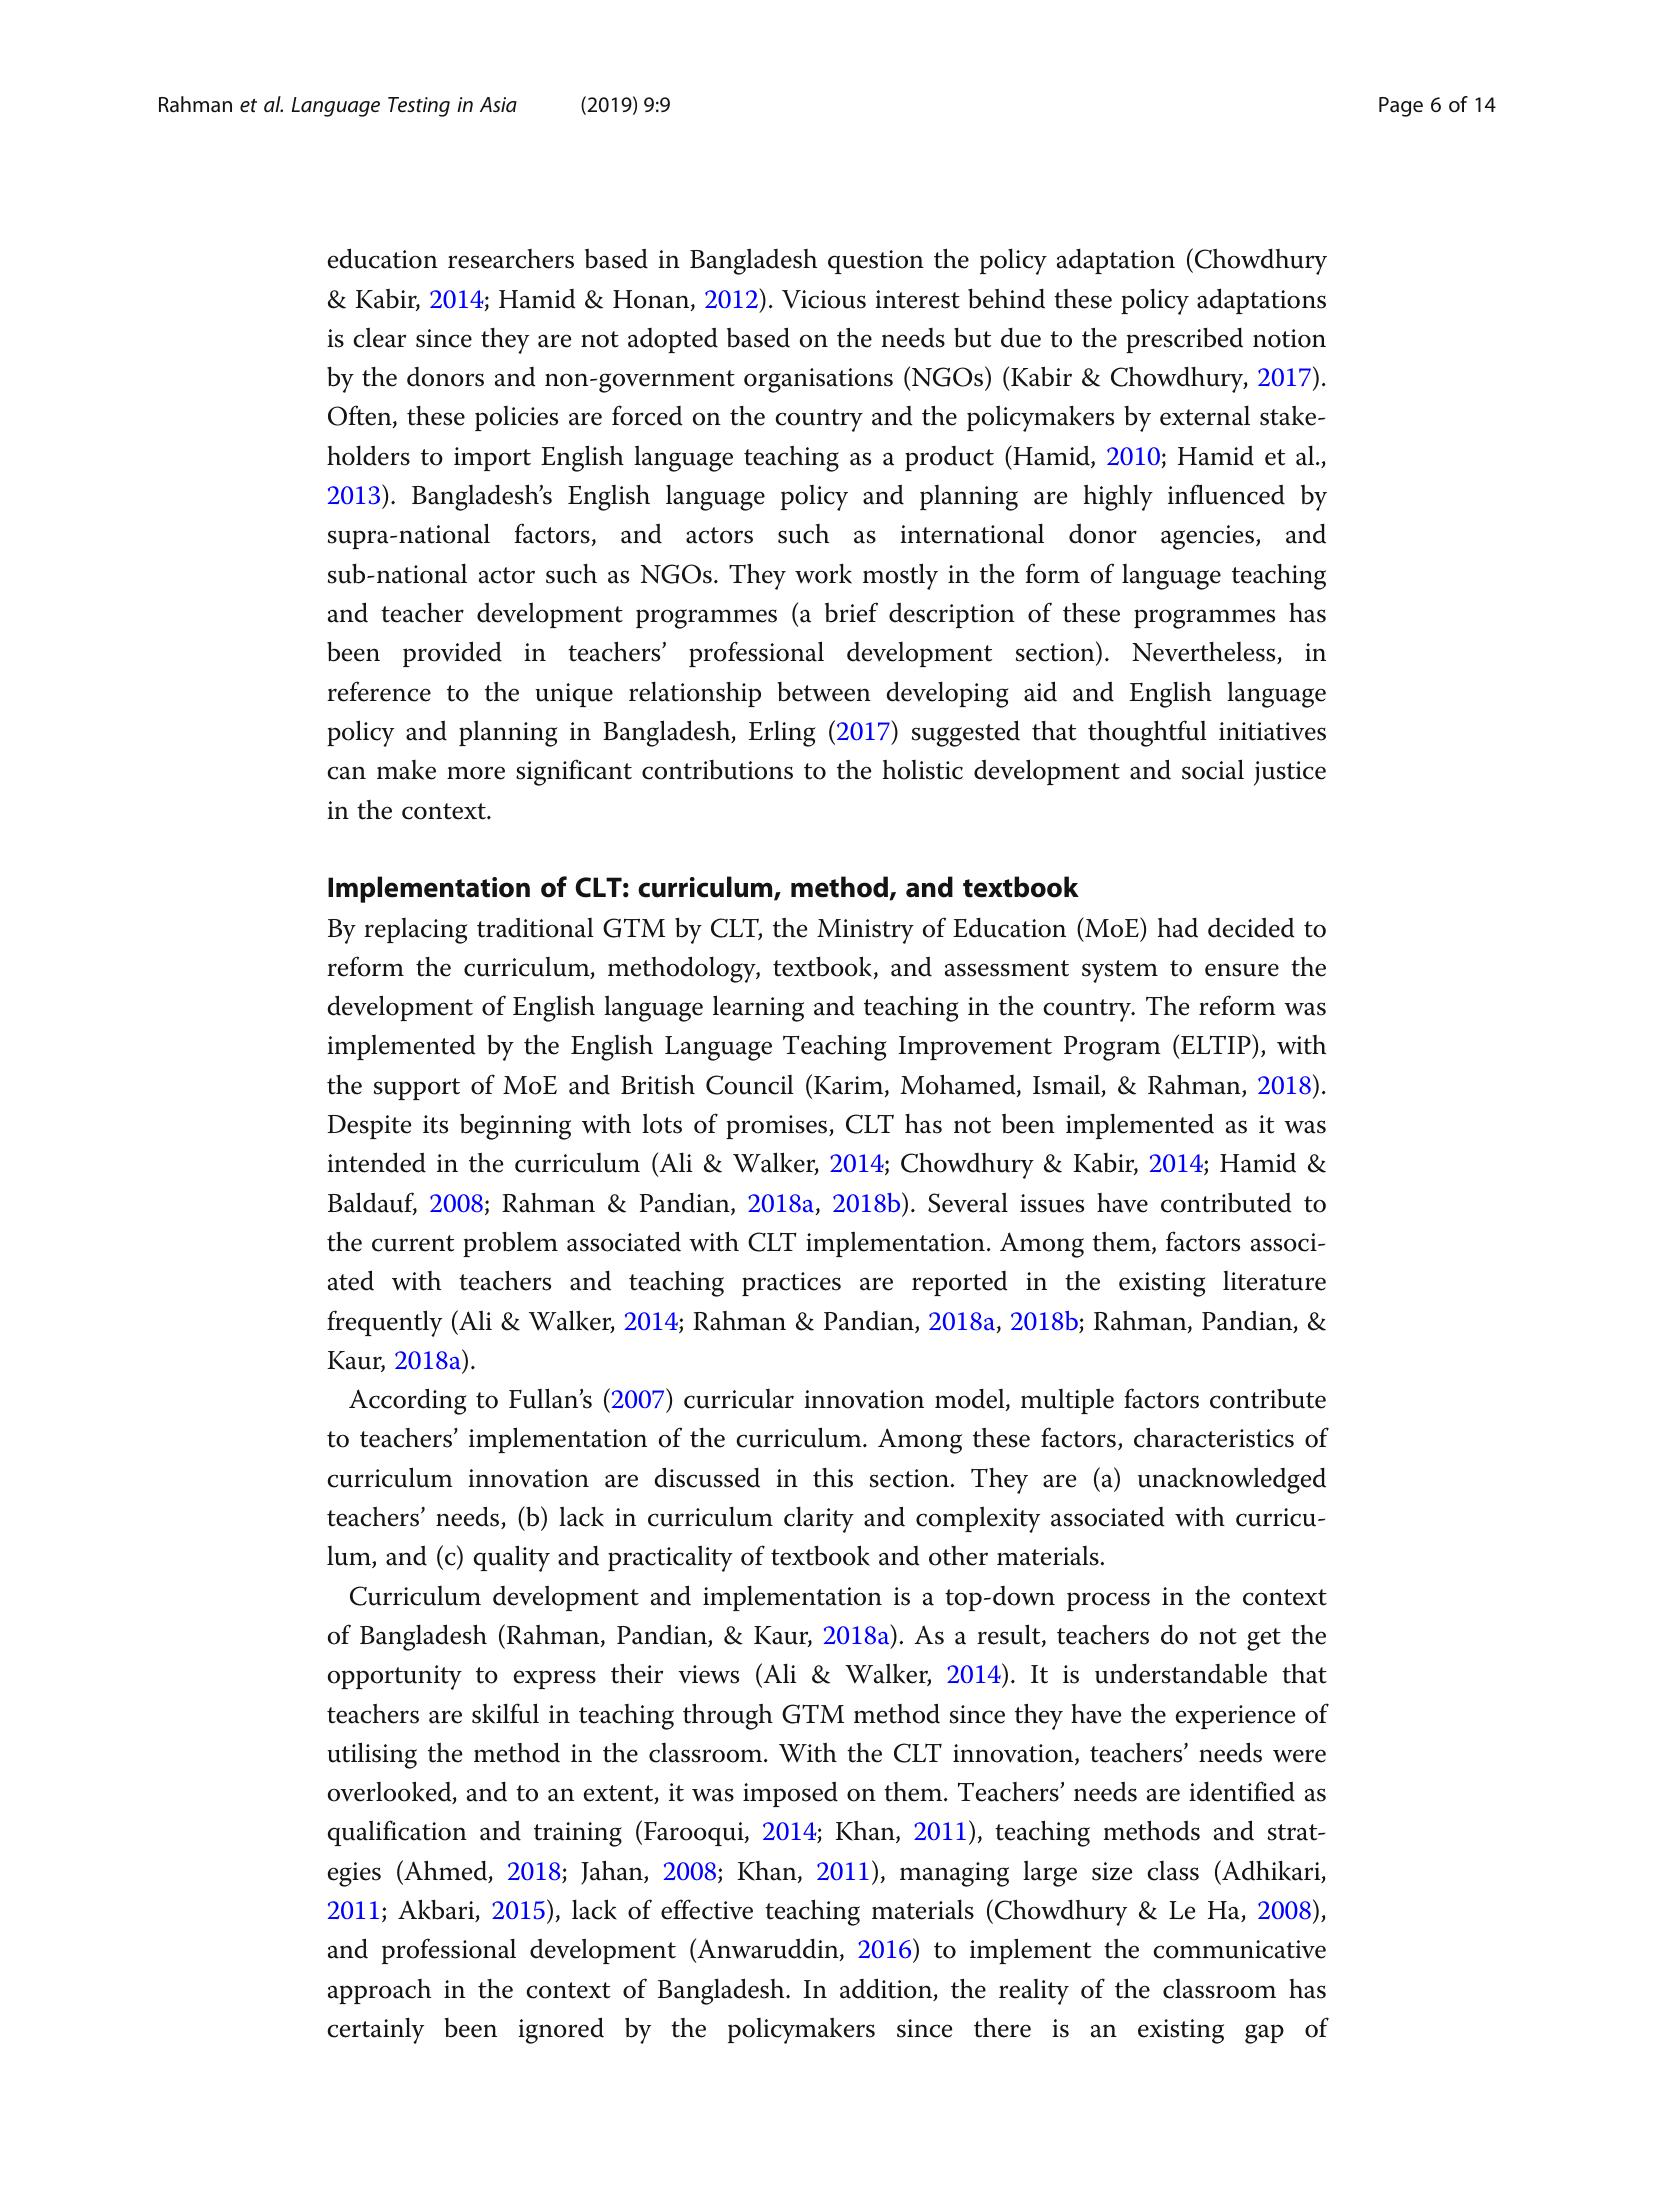 Rahman et al. Language Testing in Asia (2019) 9:9 Page 6 of 14
education researchers based in Bangladesh question the policy adaptation (Chowdhury
& Kabir, 2014; Hamid & Honan, 2012). Vicious interest behind these policy adaptations
is clear since they are not adopted based on the needs but due to the prescribed notion
by the donors and non-government organisations (NGOs) (Kabir & Chowdhury, 2017).
Often, these policies are forced on the country and the policymakers by external stake-
holders to import English language teaching as a product (Hamid, 2010; Hamid et al.,
2013). Bangladesh’s English language policy and planning are highly influenced by
supra-national factors, and actors such as international donor agencies, and
sub-national actor such as NGOs. They work mostly in the form of language teaching
and teacher development programmes (a brief description of these programmes has
been provided in teachers’ professional development section). Nevertheless, in
reference to the unique relationship between developing aid and English language
policy and planning in Bangladesh, Erling (2017) suggested that thoughtful initiatives
can make more significant contributions to the holistic development and social justice
in the context.
Implementation of CLT: curriculum, method, and textbook
By replacing traditional GTM by CLT, the Ministry of Education (MoE) had decided to
reform the curriculum, methodology, textbook, and assessment system to ensure the
development of English language learning and teaching in the country. The reform was
implemented by the English Language Teaching Improvement Program (ELTIP), with
the support of MoE and British Council (Karim, Mohamed, Ismail, & Rahman, 2018).
Despite its beginning with lots of promises, CLT has not been implemented as it was
intended in the curriculum (Ali & Walker, 2014; Chowdhury & Kabir, 2014; Hamid &
Baldauf, 2008; Rahman & Pandian, 2018a, 2018b). Several issues have contributed to
the current problem associated with CLT implementation. Among them, factors associ-
ated with teachers and teaching practices are reported in the existing literature
frequently (Ali & Walker, 2014; Rahman & Pandian, 2018a, 2018b; Rahman, Pandian, &
Kaur, 2018a).
According to Fullan’s (2007) curricular innovation model, multiple factors contribute
to teachers’ implementation of the curriculum. Among these factors, characteristics of
curriculum innovation are discussed in this section. They are (a) unacknowledged
teachers’ needs, (b) lack in curriculum clarity and complexity associated with curricu-
lum, and (c) quality and practicality of textbook and other materials.
Curriculum development and implementation is a top-down process in the context
of Bangladesh (Rahman, Pandian, & Kaur, 2018a). As a result, teachers do not get the
opportunity to express their views (Ali & Walker, 2014). It is understandable that
teachers are skilful in teaching through GTM method since they have the experience of
utilising the method in the classroom. With the CLT innovation, teachers’ needs were
overlooked, and to an extent, it was imposed on them. Teachers’ needs are identified as
qualification and training (Farooqui, 2014; Khan, 2011), teaching methods and strat-
egies (Ahmed, 2018; Jahan, 2008; Khan, 2011), managing large size class (Adhikari,
2011; Akbari, 2015), lack of effective teaching materials (Chowdhury & Le Ha, 2008),
and professional development (Anwaruddin, 2016) to implement the communicative
approach in the context of Bangladesh. In addition, the reality of the classroom has
certainly been ignored by the policymakers since there is an existing gap of